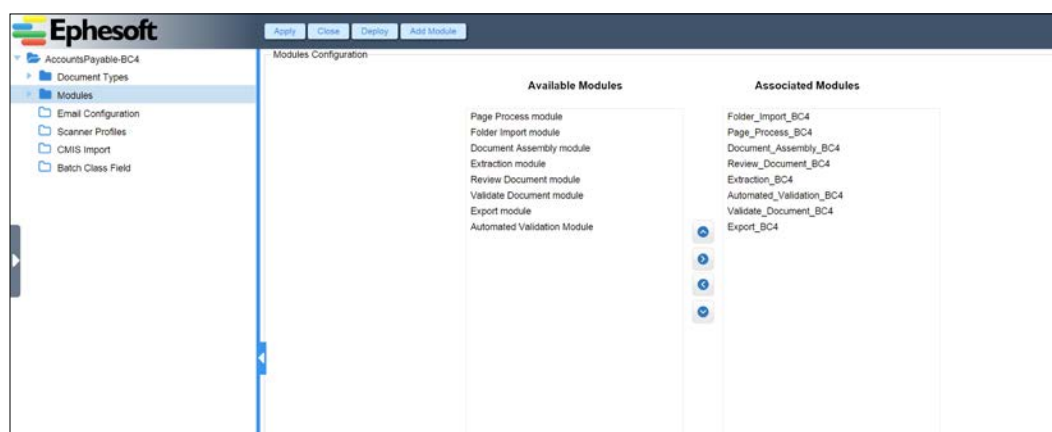 Ephesoft
Apply Close Deploy Add Module
AccountsPayable-BC4
Document Types
Modules
Email Configuration
Scanner Profiles
CMIS Import
Batch Class Field
Modules Configuration
Available Modules
Page Process module
Folder Import module
Document Assembly module
Extraction module
Review Document module
Validate Document module
Export module
Automated Validation Module
Associated Modules
Folder_Import_BC4
Page_Process_BC4
Document_Assembly_BC4
Review_Document_BC4
Extraction_BC4
Automated_Validation_BC4
Validate_Document_BC4
Export_BC4